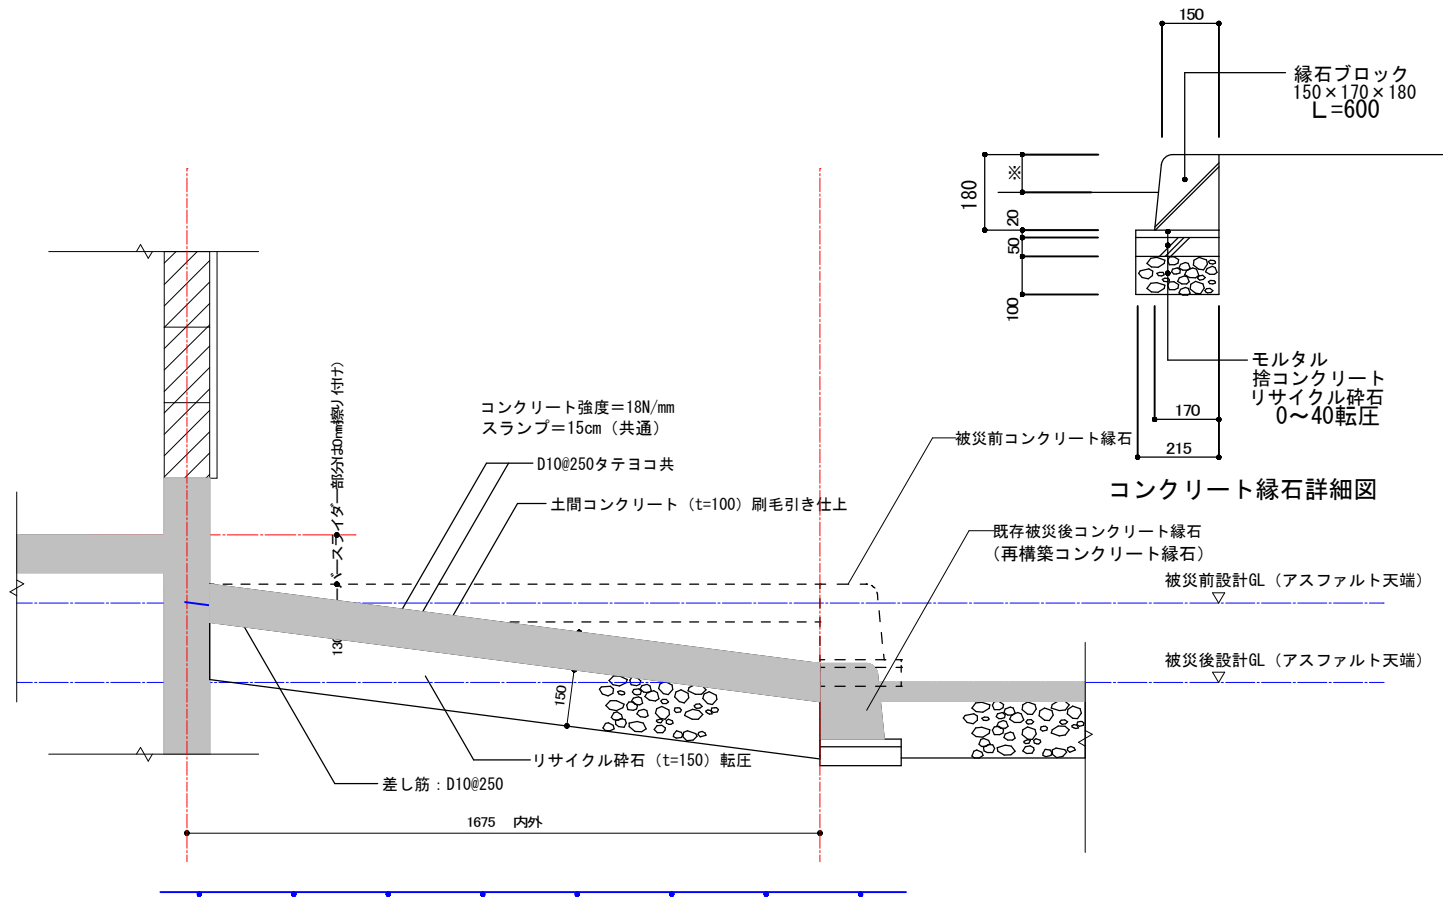 150
縁石ブロック
150×170×180
L=600
※
180
20
50
100
モルタル
捨コンクリート
リサイクル砕石
0～40転圧
170
215
コンクリート縁石詳細図
コンクリート強度＝18N/mm
スランプ＝15cm（共通）
D10@250タテヨコ共
土間コンクリート（t=100）刷毛引き仕上
被災前コンクリート縁石
既存被災後コンクリート縁石
（再構築コンクリート縁石）
被災前設計GL（アスファルト天端）
被災後設計GL（アスファルト天端）
150
リサイクル砕石（t=150）転圧
差し筋：D10@250
1675 内外